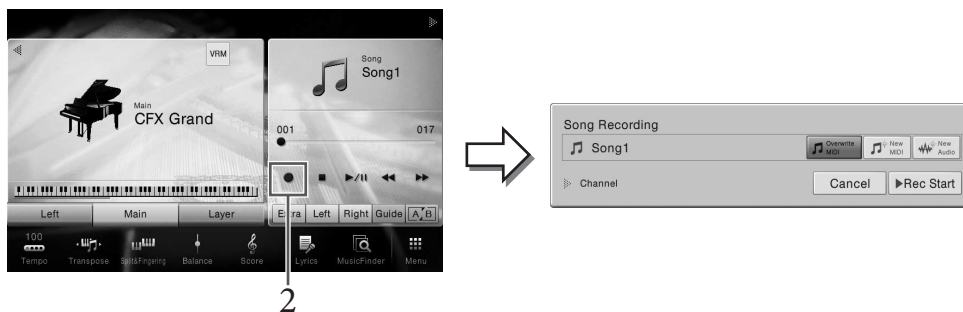 VRM
Main
CFX Grand
Song
Song1
001 017
Left Main Layer Extra Left Right Guide A B
100
Tempo Transpose Split&Fingering Balance Score Lyrics MusicFinder Menu
2
Song Recording
Song1 Overwrite MIDI New MIDI New Audio
Channel Cancel Rec Start